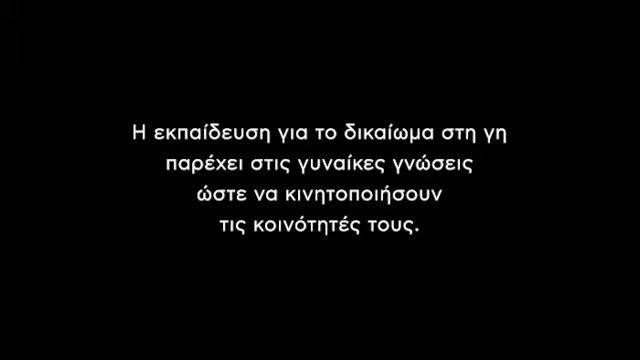 Η εκπαίδευση για το δικαίωμα στη γη
παρέχει στις γυναίκες γνώσεις
ώστε να κινητοποιήσουν
τις κοινότητές τους.